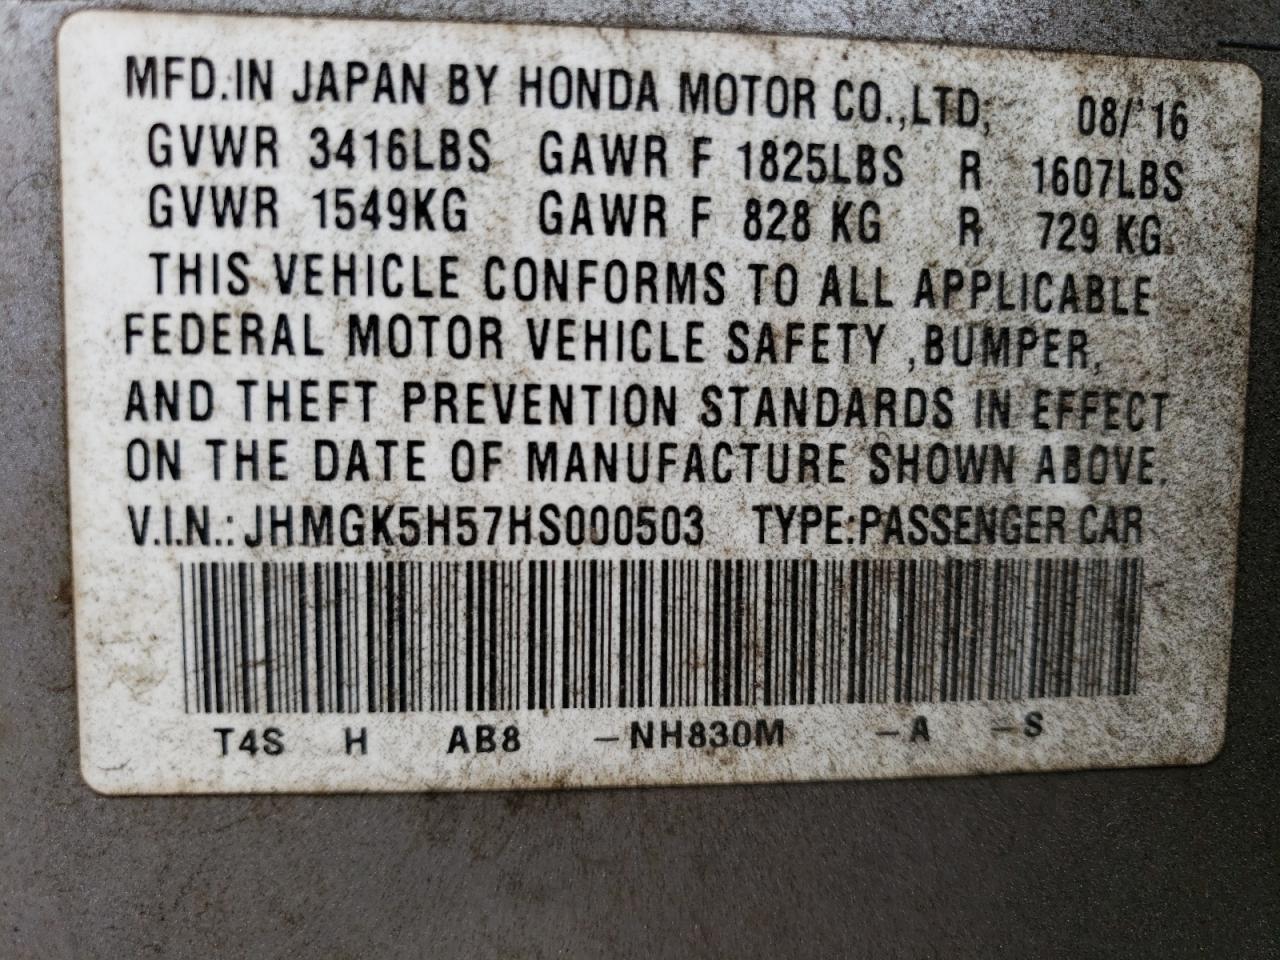 MFD.IN JAPAN BY HONDA MOTOR CO.,LTD; 08/'16
GVWR 3416LBS GAWR F 1825LBS R 1607LBS
GVWR 1549KG GAWR F 828 KG R 729 KG
THIS VEHICLE CONFORMS TO ALL APPLICABLE
FEDERAL MOTOR VEHICLE SAFETY ,BUMPER,
AND THEFT PREVENTION STANDARDS IN EFFECT
ON THE DATE OF MANUFACTURE SHOWN ABOVE.
V.I.N.: JHMGK5H57HS000503 TYPE:PASSENGER CAR
T4S H AB8 -NH830M -A -S